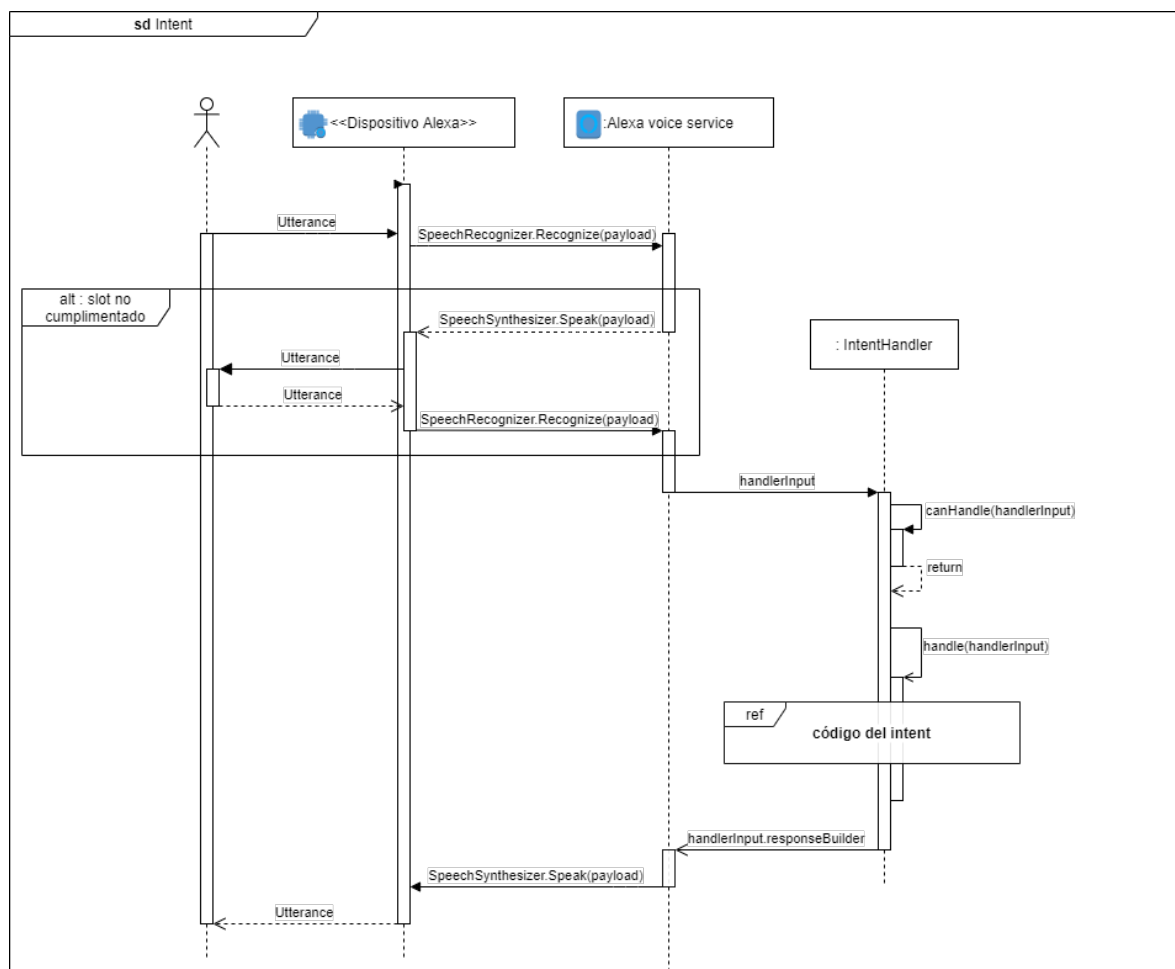 sd Intent
<<Dispositivo Alexa>>
:Alexa voice service
Utterance
SpeechRecognizer.Recognize(payload)
alt : slot no
cumplimentado
SpeechSynthesizer.Speak(payload)
: IntentHandler
Utterance
Utterance
SpeechRecognizer.Recognize(payload)
handlerInput
canHandle(handlerInput)
return
handle(handlerInput)
ref
código del intent
handlerInput.responseBuilder
SpeechSynthesizer.Speak(payload)
Utterance